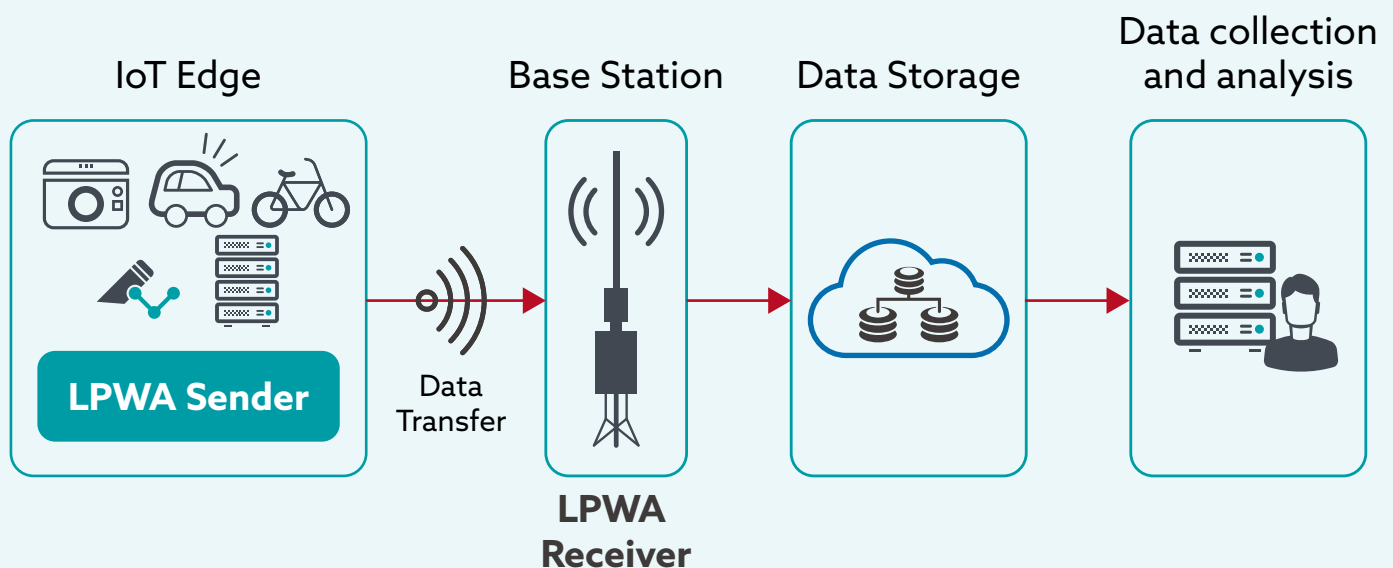 IoT Edge
Base Station
Data Storage
Data collection
and analysis
LPWA Sender
Data
Transfer
LPWA
Receiver